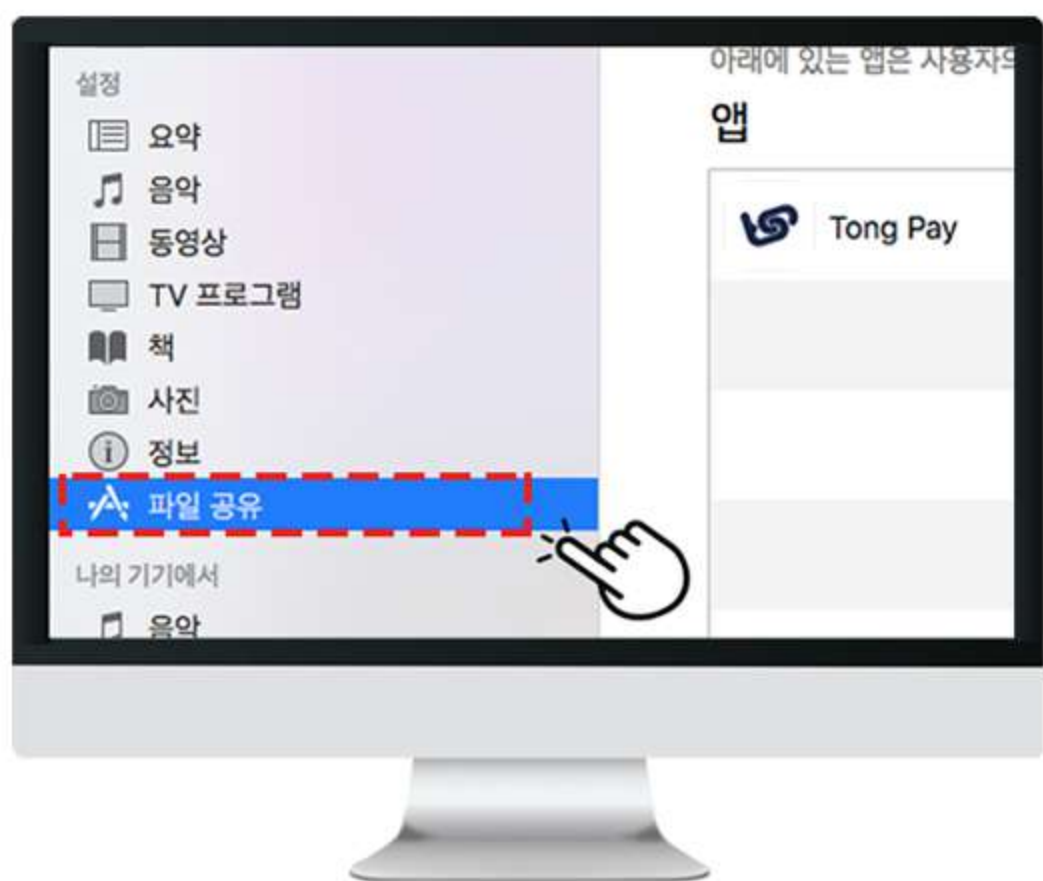 설정
요약
음악
동영상
TV 프로그램
책
사진
정보
파일 공유
나의 기기에서
음악
아래에 있는 앱은 사용자의
앱
Tong Pay